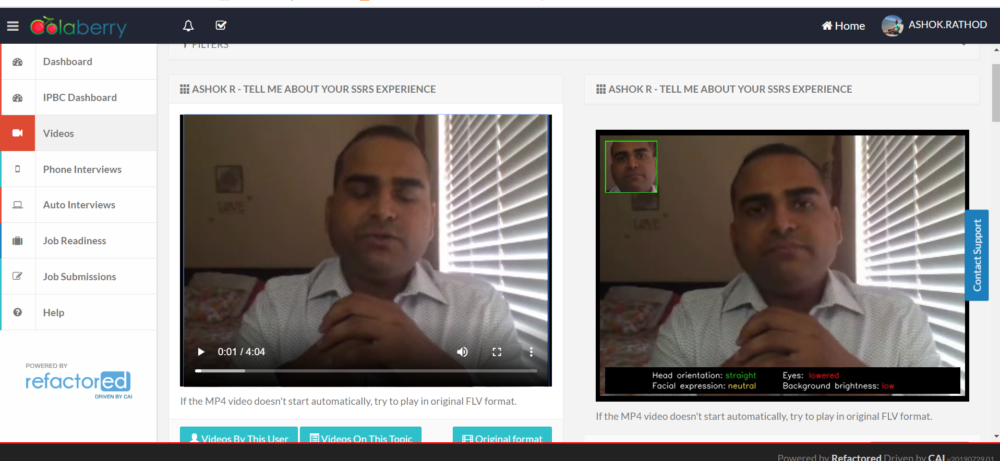 Colaberry
Home
ASHOK.RATHOD
FILTERS
Dashboard
IPBC Dashboard
Videos
Phone Interviews
Auto Interviews
Job Readiness
Job Submissions
Help
POWERED BY
refactored
DRIVEN BY CAI
ASHOK R - TELL ME ABOUT YOUR SSRS EXPERIENCE
LOVE
0:01 / 4:04
If the MP4 video doesn't start automatically, try to play in original FLV format.
Videos By This User
Videos On This Topic
Original format
ASHOK R - TELL ME ABOUT YOUR SSRS EXPERIENCE
LOVE
Head orientation: straight
Eyes: lowered
Facial expression: neutral
Background brightness: low
If the MP4 video doesn't start automatically, try to play in original FLV format.
Contact Support
Powered by Refactored Driven by CAI v20190729.01